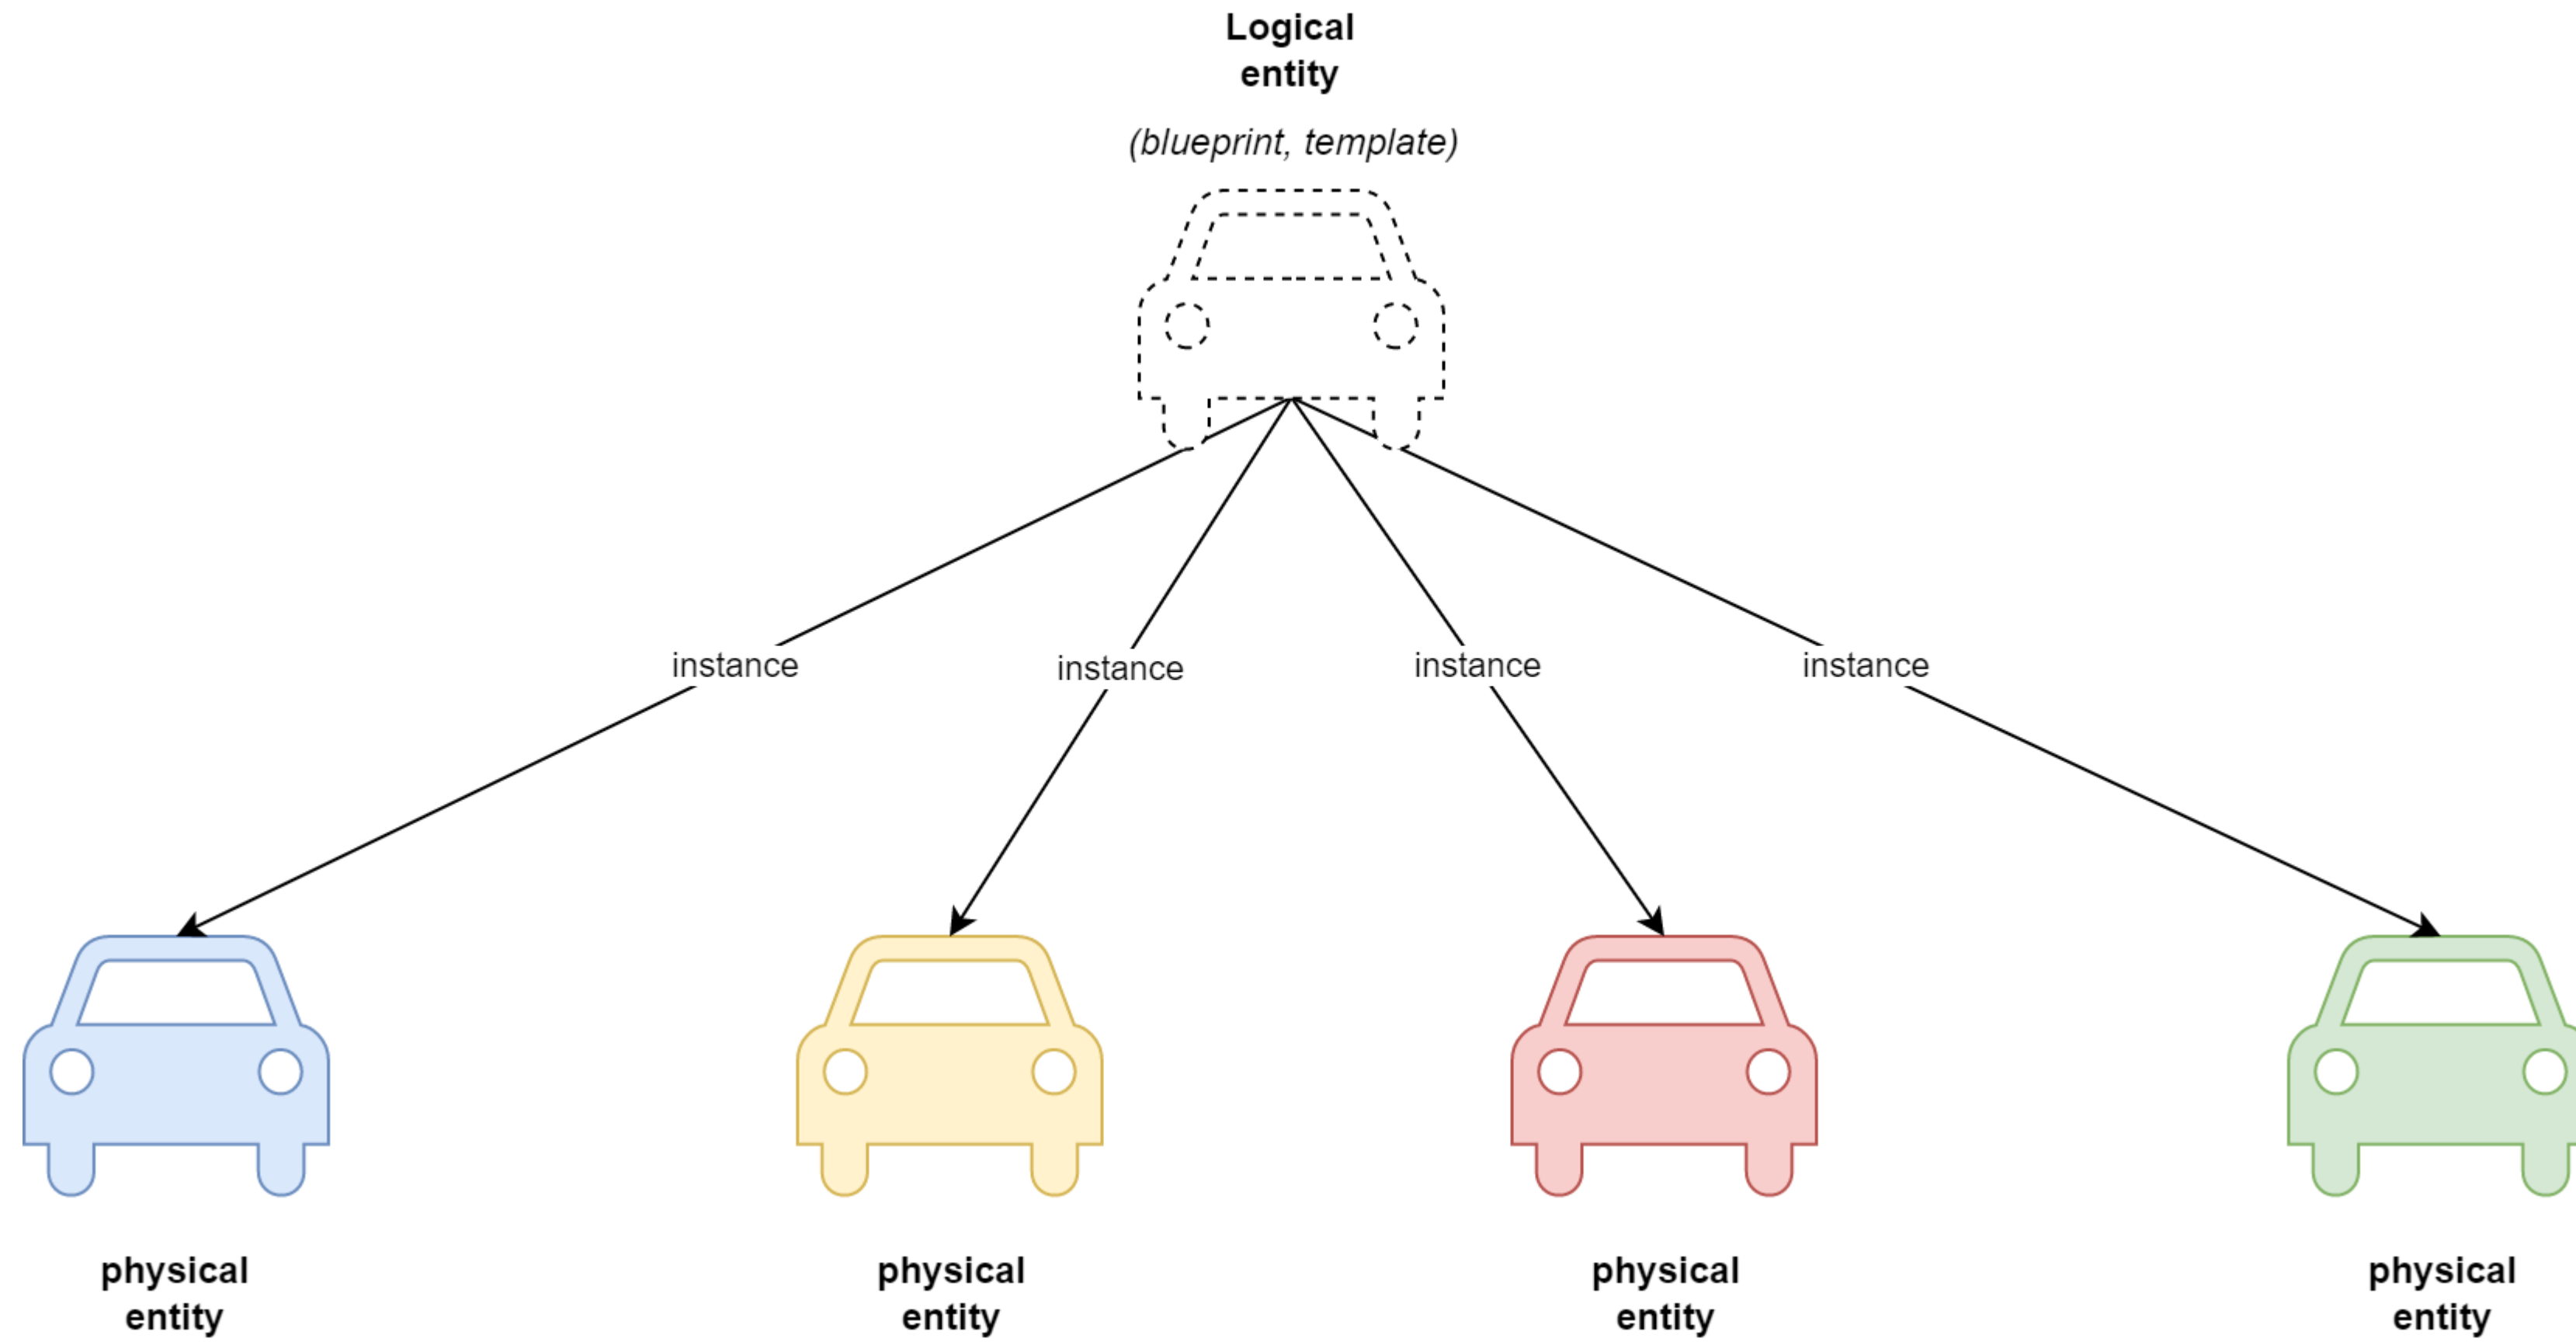 Logical
entity
(blueprint, template)
instance
instance
instance
instance
physical
entity
physical
entity
physical
entity
physical
entity